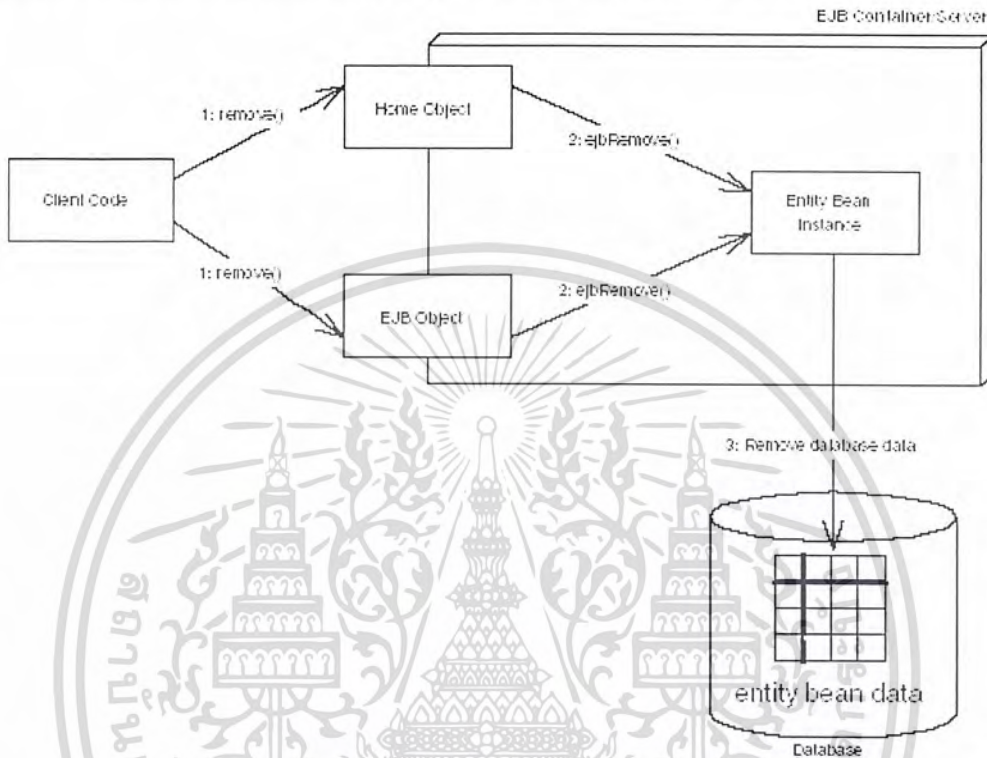 EJB Container/Server
Home Object
1: remove()
2: ejbRemove()
Client Code
Entity Bean
Instance
1: remove()
2: ejbRemove()
EJB Object
3: Remove database data
entity bean data
Database